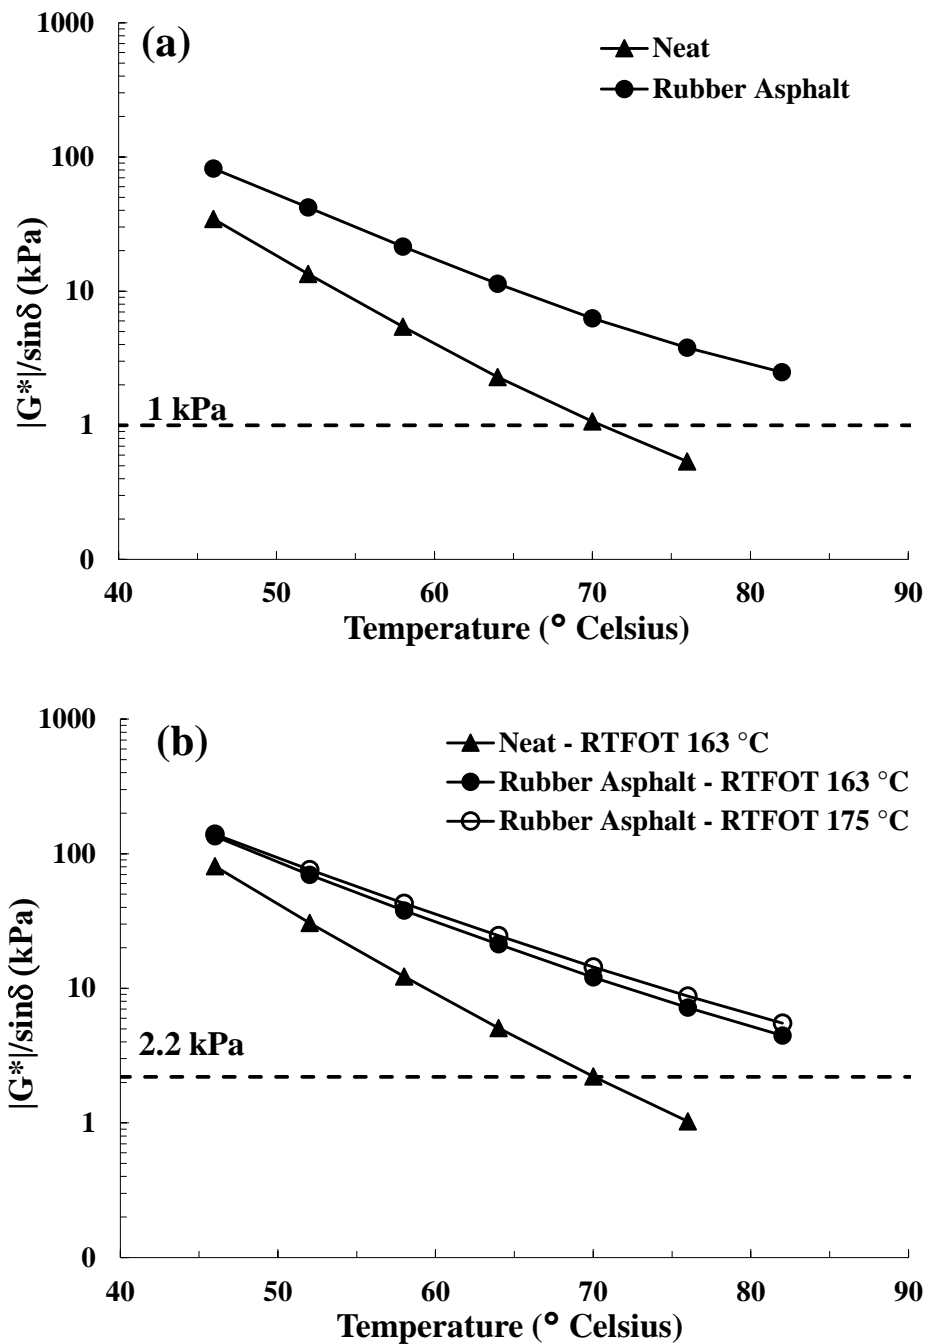 (a)
Neat
Rubber Asphalt
1000
100
10
1
0
|G*|/sinδ (kPa)
1 kPa
40 50 60 70 80 90
Temperature (° Celsius)
(b)
Neat - RTFOT 163 °C
Rubber Asphalt - RTFOT 163 °C
Rubber Asphalt - RTFOT 175 °C
1000
100
10
1
0
|G*|/sinδ (kPa)
2.2 kPa
40 50 60 70 80 90
Temperature (° Celsius)